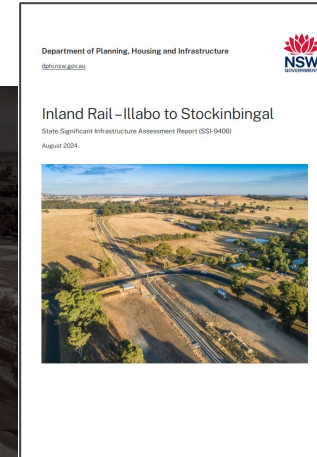 Department of Planning, Housing and Infrastructure
dphi.nsw.gov.au
NSW
GOVERNMENT
Inland Rail – Illabo to Stockinbingal
State Significant Infrastructure Assessment Report (SSI-9406)
August 2024